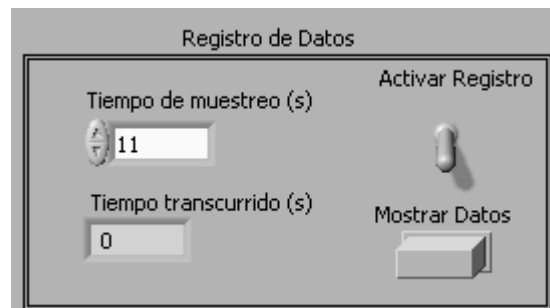 Registro de Datos
Tiempo de muestreo (s)
11
Tiempo transcurrido (s)
0
Activar Registro
Mostrar Datos